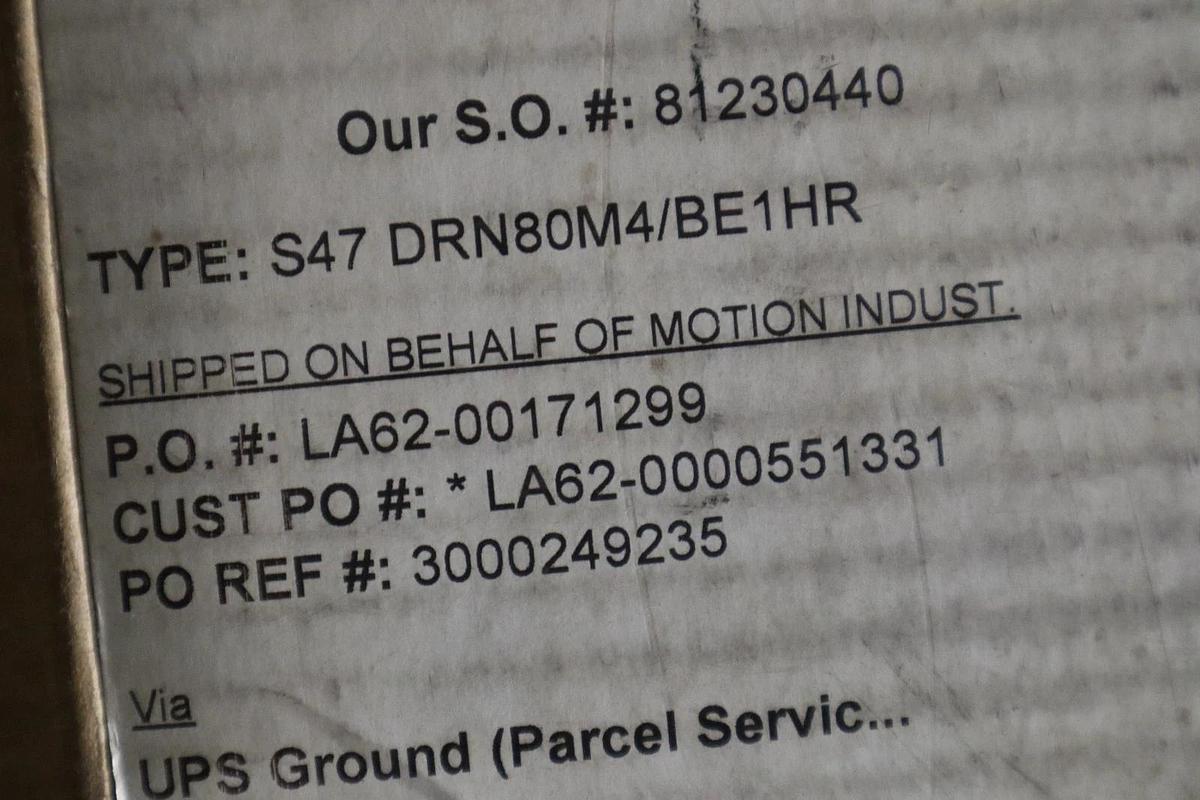 Our S.O. #: 81230440
TYPE: S47 DRN80M4/BE1HR
SHIPPED ON BEHALF OF MOTION INDUST.
P.O. #: LA62-00171299
CUST PO #: * LA62-0000551331
PO REF #: 3000249235
Via
UPS Ground (Parcel Servic...